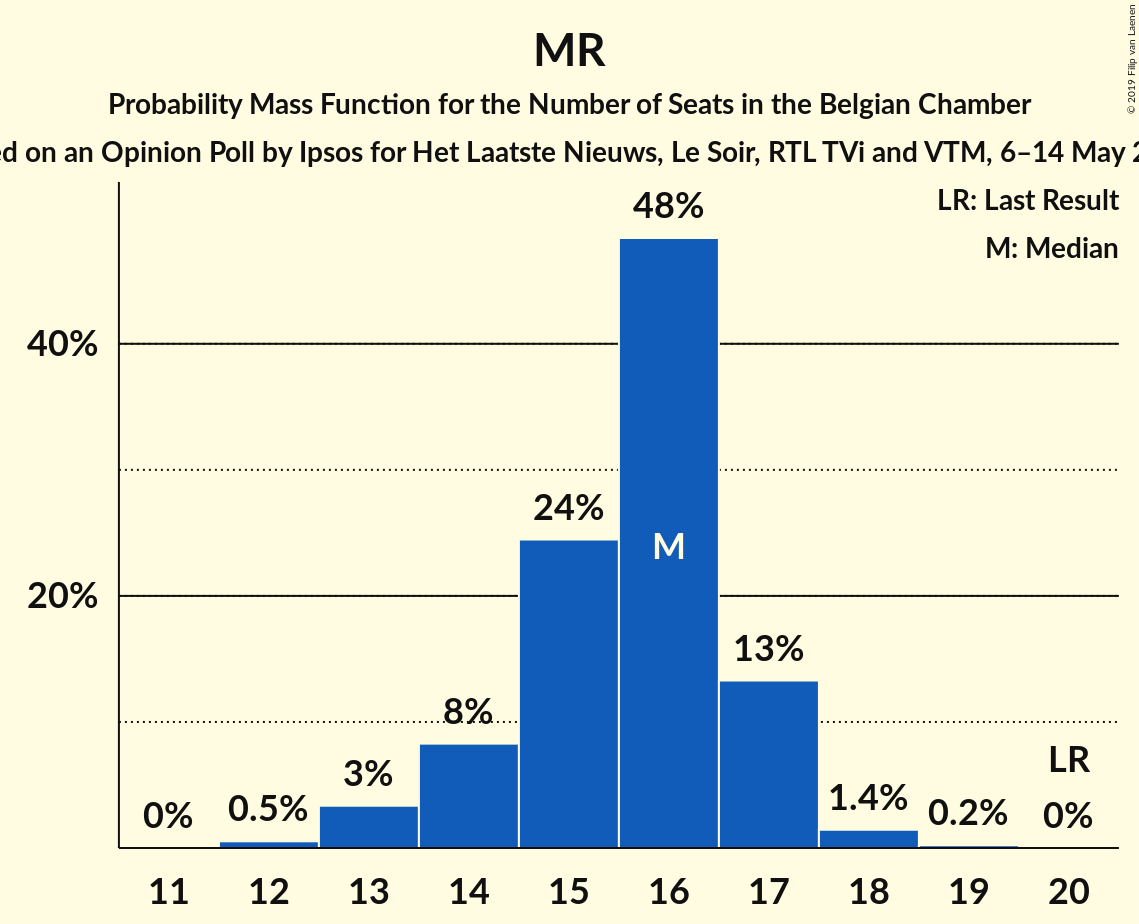 MR
Probability Mass Function for the Number of Seats in the Belgian Chamber
on an Opinion Poll by Ipsos for Het Laatste Nieuws, Le Soir, RTL TVi and VTM, 6–14 May
© 2019 Filip van Laenen
LR: Last Result
M: Median
48%
40%
24%
M
20%
13%
8%
LR
3%
1.4%
0%
0.5%
0.2%
0%
11 12 13 14 15 16 17 18 19 20